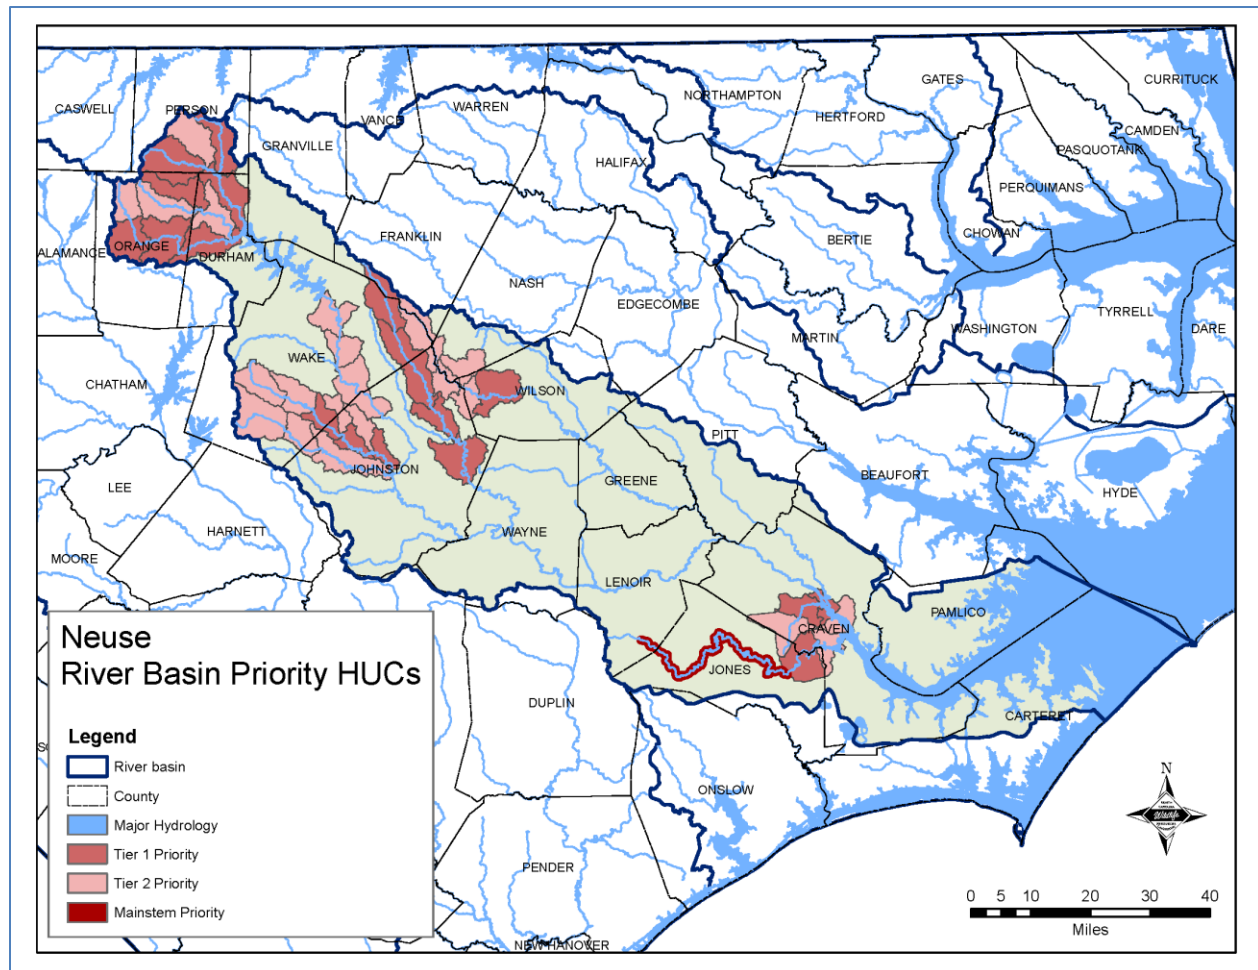 GATES
CURRITUCK
NORTHAMPTON
CASWELL
PERSON
WARREN
VANCE
HERTFORD
CAMDEN
GRANVILLE
PASQUOTANK
HALIFAX
PERQUIMANS
CHOWAN
FRANKLIN
BERTIE
ORANGE
ALAMANCE
DURHAM
NASH
EDGECOMBE
TYRRELL
WASHINGTON
DARE
MARTIN
WAKE
CHATHAM
WILSON
PITT
JOHNSTON
BEAUFORT
GREENE
LEE
HYDE
HARNETT
WAYNE
MOORE
LENOIR
PAMLICO
CRAVEN
JONES
DUPLIN
CARTERET
ONSLOW
PENDER
NEW HANOVER
Neuse
River Basin Priority HUCs
Legend
River basin
County
Major Hydrology
Tier 1 Priority
Tier 2 Priority
Mainstem Priority
N
Wildlife
0 5 10 20 30 40
Miles